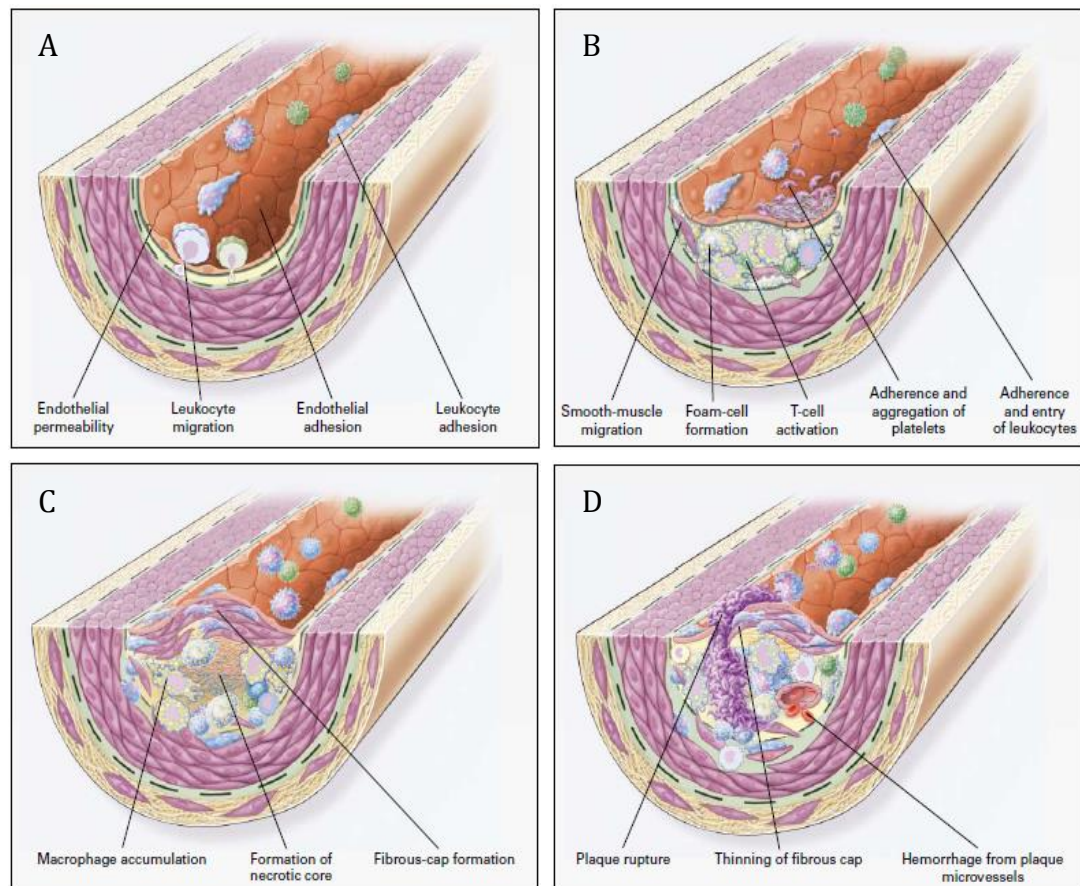 A
Endothelial
permeability
Leukocyte
migration
Endothelial
adhesion
Leukocyte
adhesion
B
Smooth-muscle
migration
Foam-cell
formation
T-cell
activation
Adherence and
aggregation of
platelets
Adherence
and entry
of leukocytes
C
Macrophage accumulation
Formation of
necrotic core
Fibrous-cap formation
D
Plaque rupture
Thinning of fibrous cap
Hemorrhage from plaque
microvessels